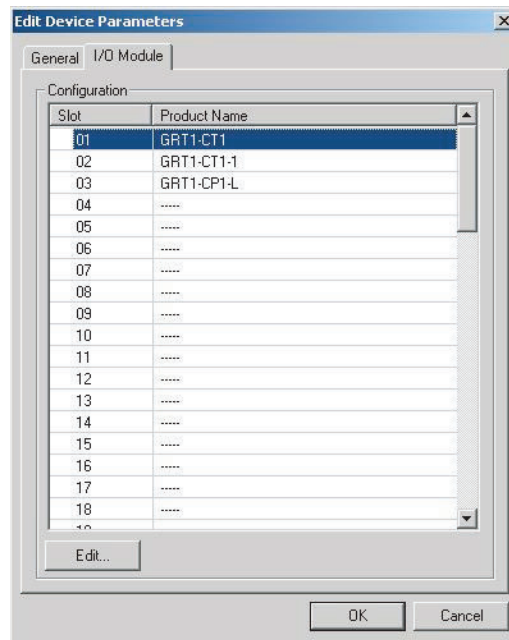 Edit Device Parameters
General I/O Module
Configuration
Slot Product Name
01 GRT1-CT1
02 GRT1-CT1-1
03 GRT1-CP1-L
04 -----
05 -----
06 -----
07 -----
08 -----
09 -----
10 -----
11 -----
12 -----
13 -----
14 -----
15 -----
16 -----
17 -----
18 -----
Edit...
OK Cancel